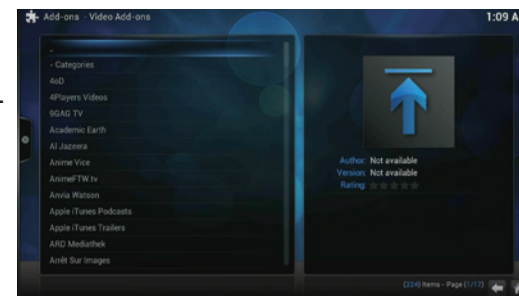 Add-ons - Video Add-ons
1:09 A
..
- Categories
4oD
4Players Videos
9GAG TV
Academic Earth
Al Jazeera
Anime Vice
AnimeFTW.tv
Anvia Watson
Apple iTunes Podcasts
Apple iTunes Trailers
ARD Mediathek
Arrêt Sur Images
Author: Not available
Version: Not available
Rating:
(224) Items - Page (1/17)